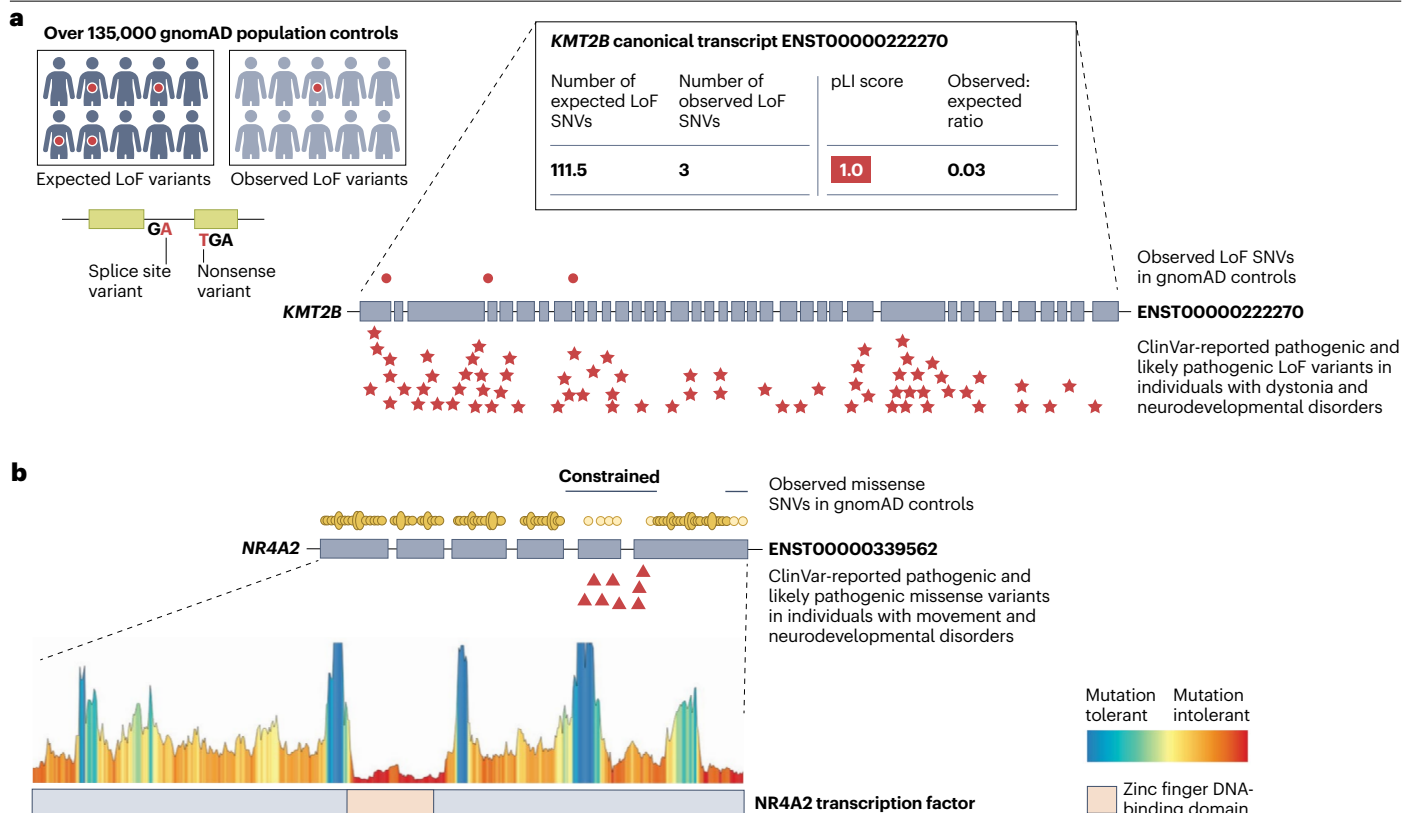 a
Over 135,000 gnomAD population controls
Expected LoF variants
Observed LoF variants
GA
TGA
Splice site
variant
Nonsense
variant
KMT2B canonical transcript ENST00000222270
Number of
expected LoF
SNVs
Number of
observed LoF
SNVs
pLI score
Observed:
expected
ratio
111.5
3
1.0
0.03
Observed LoF SNVs
in gnomAD controls
KMT2B
ENST00000222270
ClinVar-reported pathogenic and
likely pathogenic LoF variants in
individuals with dystonia and
neurodevelopmental disorders
b
Constrained
Observed missense
SNVs in gnomAD controls
NR4A2
ENST00000339562
ClinVar-reported pathogenic and
likely pathogenic missense variants
in individuals with movement and
neurodevelopmental disorders
Mutation
tolerant
Mutation
intolerant
NR4A2 transcription factor
Zinc finger DNA-
binding domain